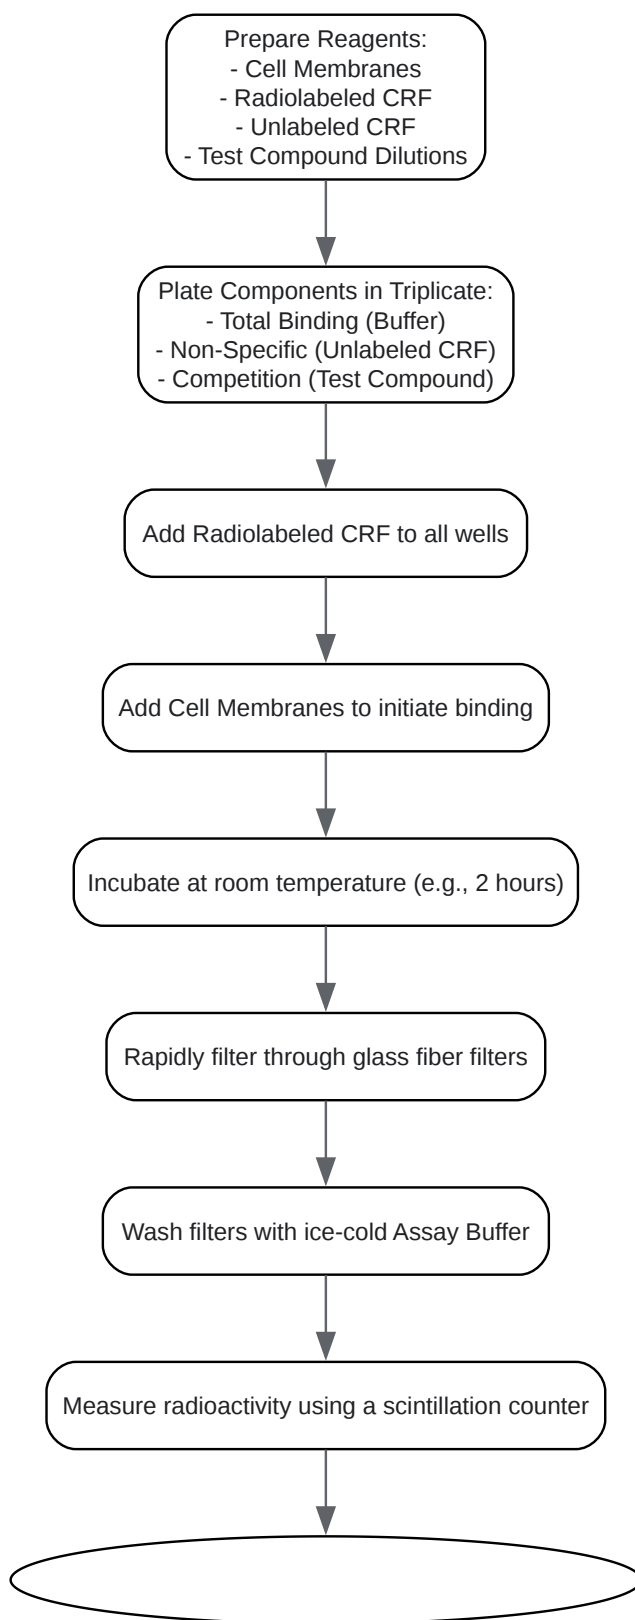 Prepare Reagents:
- Cell Membranes
- Radiolabeled CRF
- Unlabeled CRF
- Test Compound Dilutions
Plate Components in Triplicate:
- Total Binding (Buffer)
- Non-Specific (Unlabeled CRF)
- Competition (Test Compound)
Add Radiolabeled CRF to all wells
Add Cell Membranes to initiate binding
Incubate at room temperature (e.g., 2 hours)
Rapidly filter through glass fiber filters
Wash filters with ice-cold Assay Buffer
Measure radioactivity using a scintillation counter